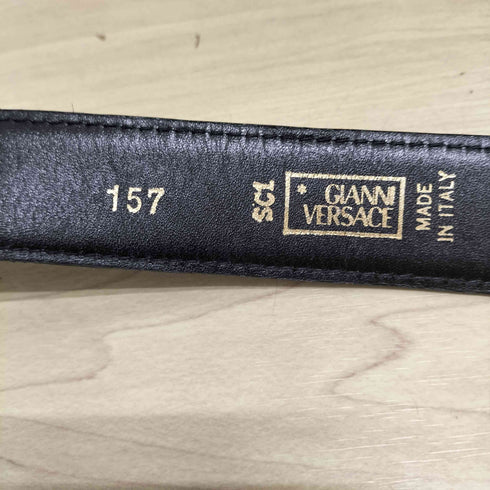 157
SC1
* GIANNI
VERSACE
MADE
IN ITALY